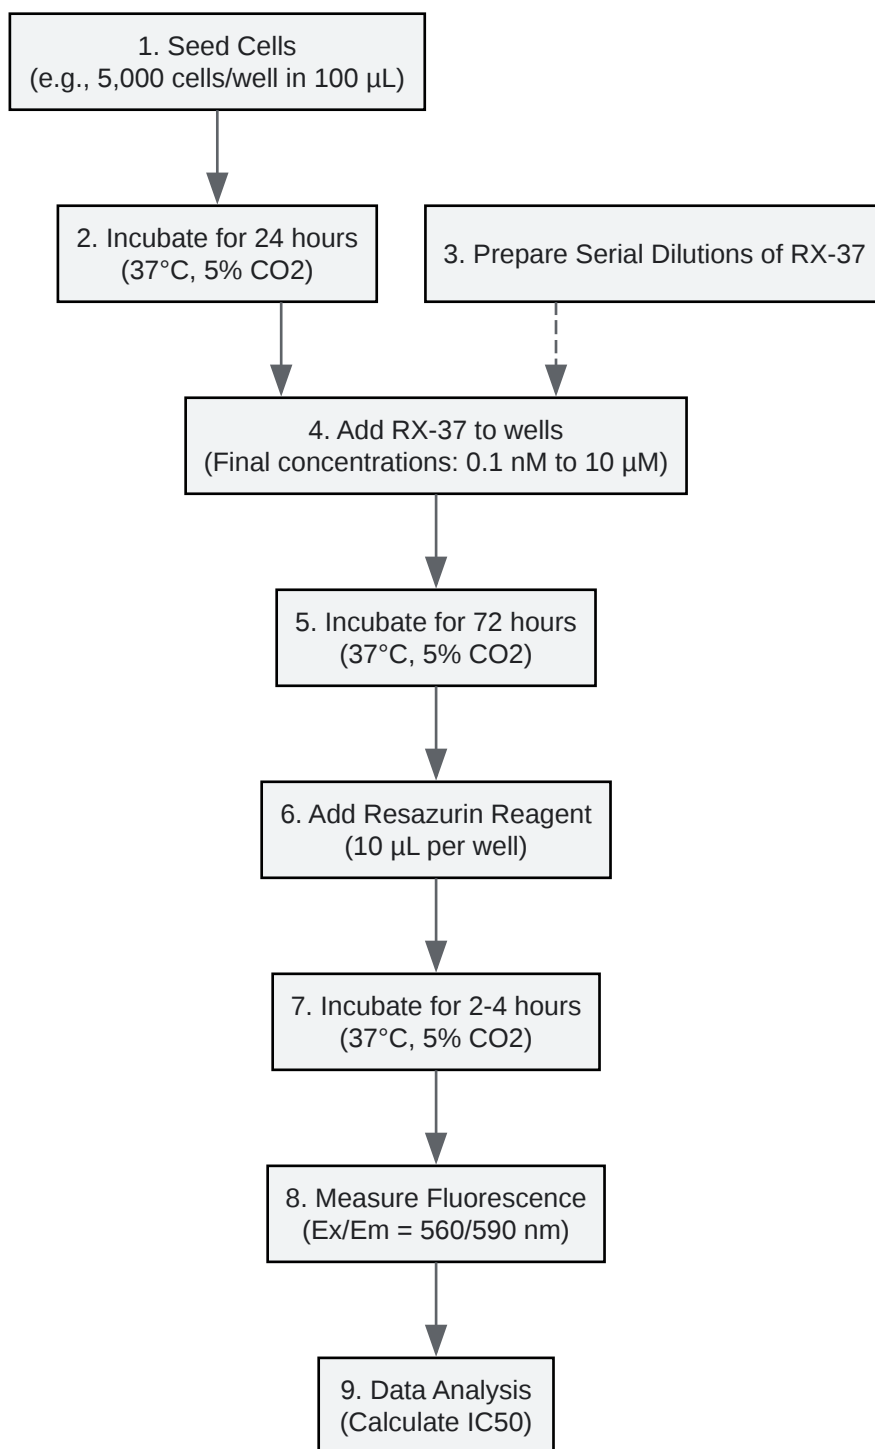 1. Seed Cells
(e.g., 5,000 cells/well in 100 µL)
2. Incubate for 24 hours
(37°C, 5% CO2)
3. Prepare Serial Dilutions of RX-37
4. Add RX-37 to wells
(Final concentrations: 0.1 nM to 10 µM)
5. Incubate for 72 hours
(37°C, 5% CO2)
6. Add Resazurin Reagent
(10 µL per well)
7. Incubate for 2-4 hours
(37°C, 5% CO2)
8. Measure Fluorescence
(Ex/Em = 560/590 nm)
9. Data Analysis
(Calculate IC50)